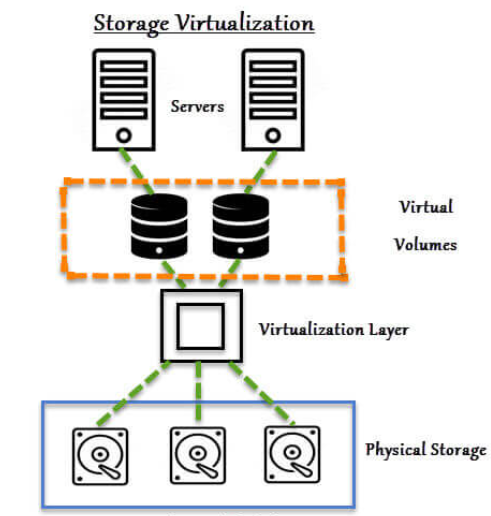 Storage Virtualization
Servers
Virtual
Volumes
Virtualization Layer
Physical Storage